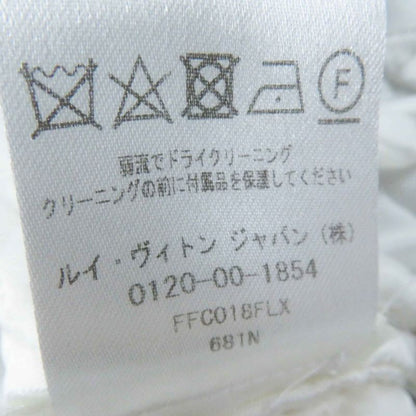 F
弱流でドライクリーニング
クリーニングの前に付属品を保護してください
ルイ・ヴィトン ジャパン（株）
0120-00-1854
FFC018FLX
681N